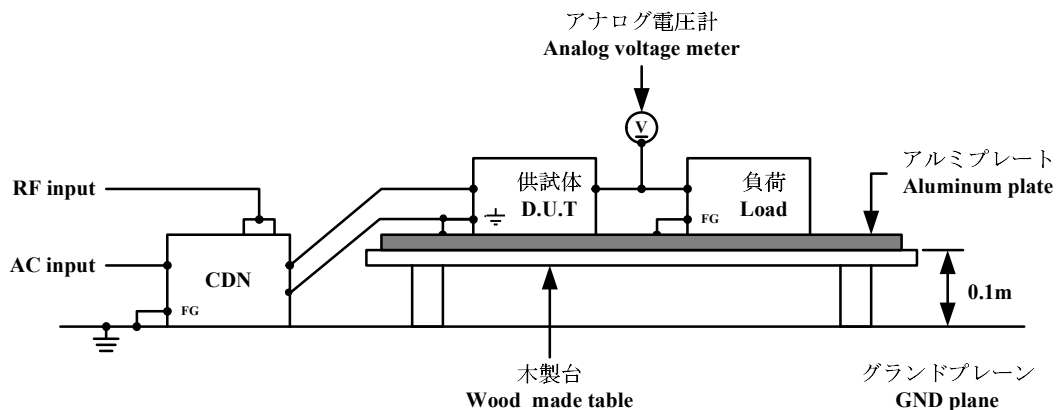 アナログ電圧計
Analog voltage meter
V
供試体
D.U.T
負荷
Load
FG
アルミプレート
Aluminum plate
RF input
AC input
CDN
FG
0.1m
木製台
Wood made table
グランドプレーン
GND plane